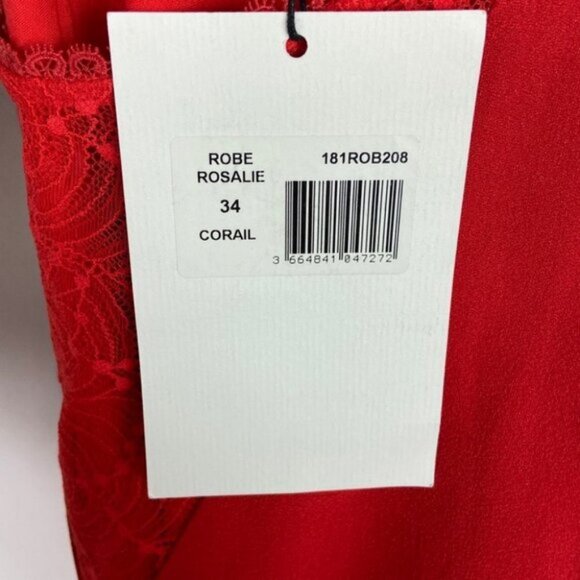 ROBE 181ROB208
ROSALIE
34
CORAIL
3 664841 047272